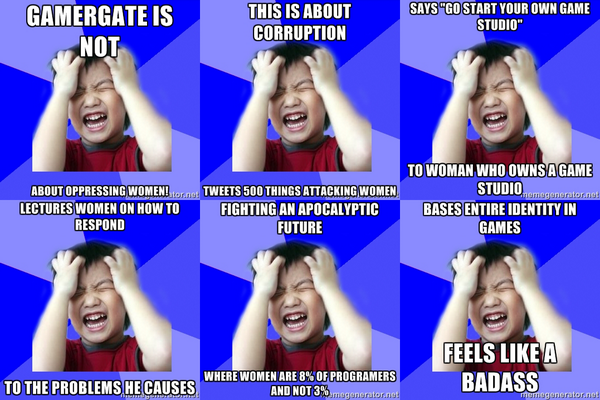 GAMERGATE IS
NOT
ABOUT OPPRESSING WOMEN!
THIS IS ABOUT
CORRUPTION
TWEETS 500 THINGS ATTACKING WOMEN
SAYS "GO START YOUR OWN GAME
STUDIO"
TO WOMAN WHO OWNS A GAME
STUDIO
memegenerator.net
LECTURES WOMEN ON HOW TO
RESPOND
TO THE PROBLEMS HE CAUSES
FIGHTING AN APOCALYPTIC
FUTURE
WHERE WOMEN ARE 8% OF PROGRAMERS
AND NOT 3%
memegenerator.net
BASES ENTIRE IDENTITY IN
GAMES
FEELS LIKE A
BADASS
memegenerator.net